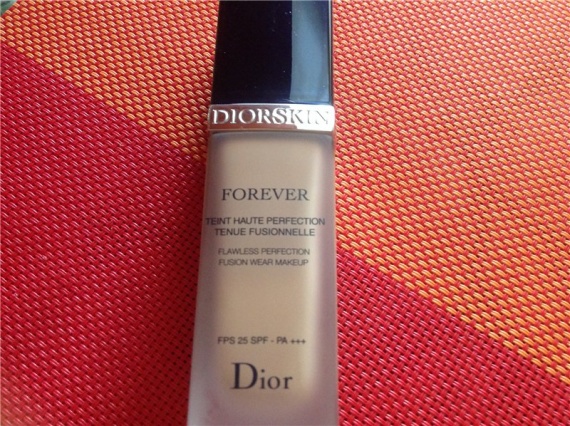 DIORSKIN
FOREVER
TEINT HAUTE PERFECTION
TENUE FUSIONNELLE
FLAWLESS PERFECTION
FUSION WEAR MAKEUP
FPS 25 SPF - PA +++
Dior